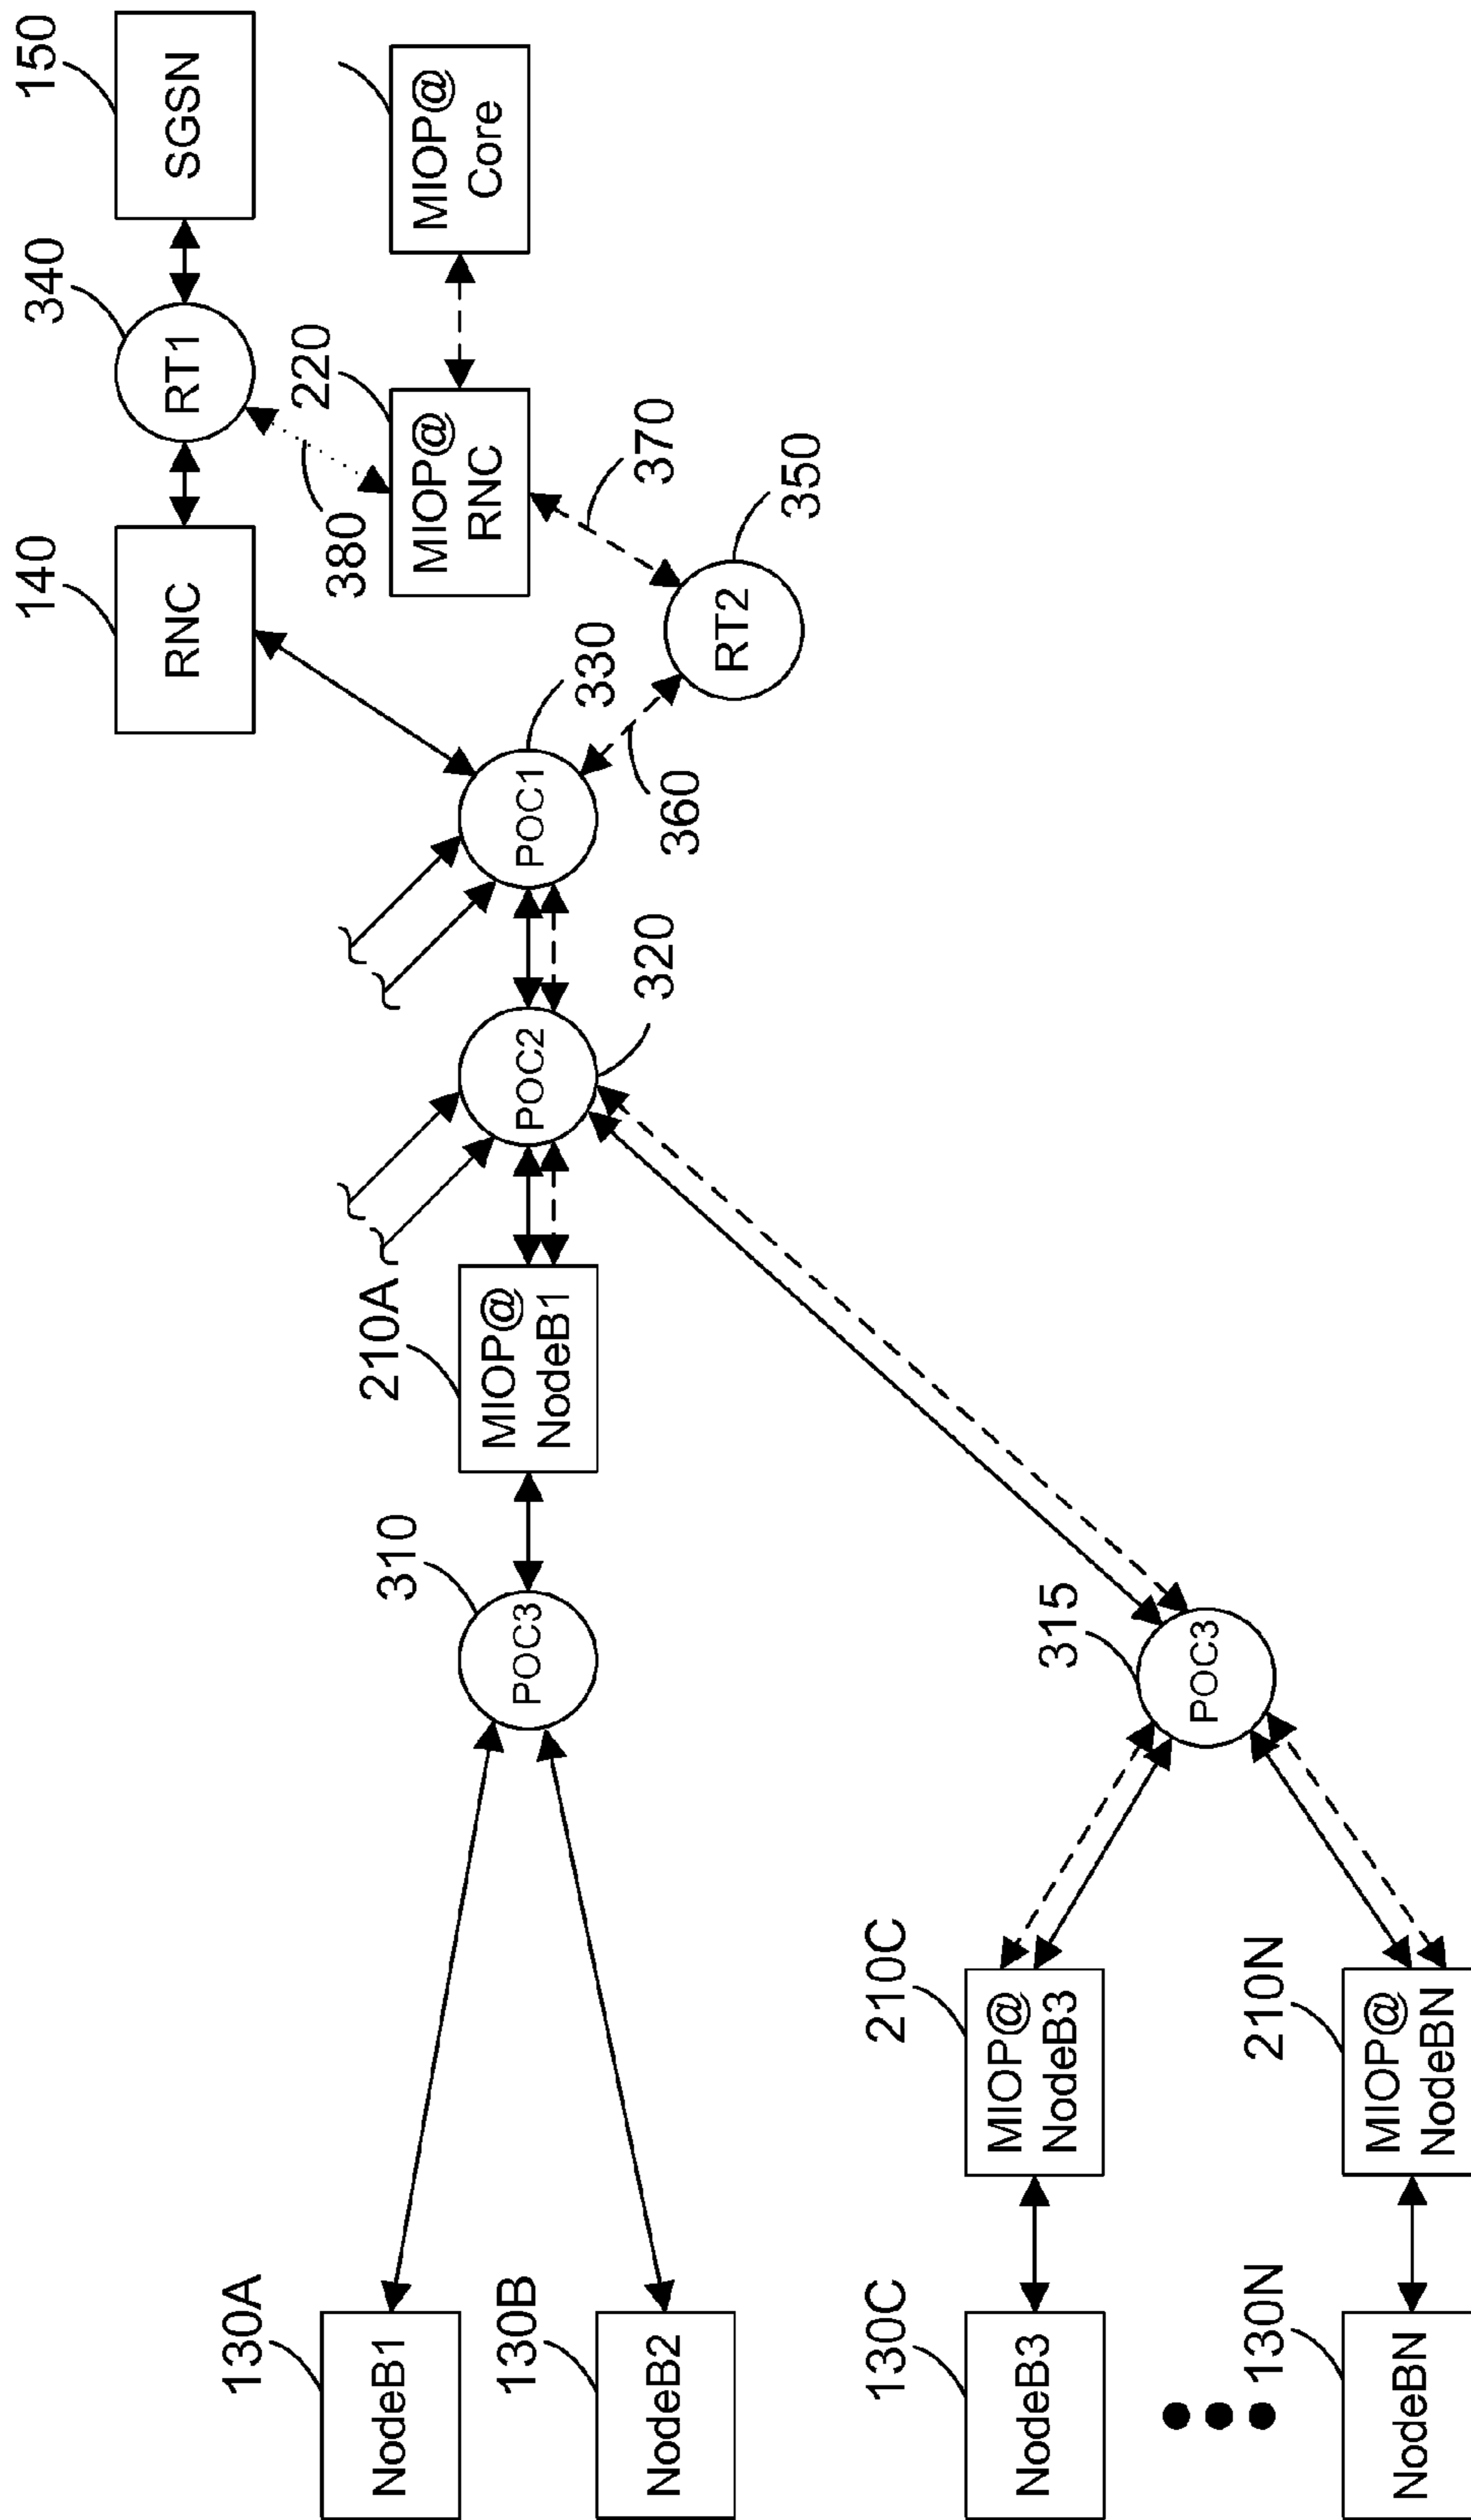 130A
NodeB1
130B
NodeB2
130C
NodeB3
130N
NodeBN
310
POC3
210A
MIOP@
NodeB1
210C
MIOP@
NodeB3
210N
MIOP@
NodeBN
315
POC3
POC2
320
POC1
330
360
140
RNC
340
RT1
150
SGSN
380
220
MIOP@
RNC
MIOP@
Core
370
RT2
350